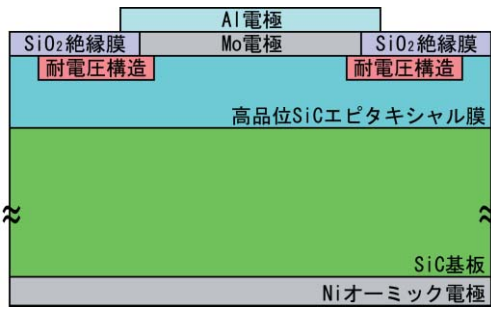 Al電極
SiO₂絶縁膜 Mo電極 SiO₂絶縁膜
耐電圧構造 耐電圧構造
高品位SiCエピタキシャル膜
SiC基板
Niオーミック電極